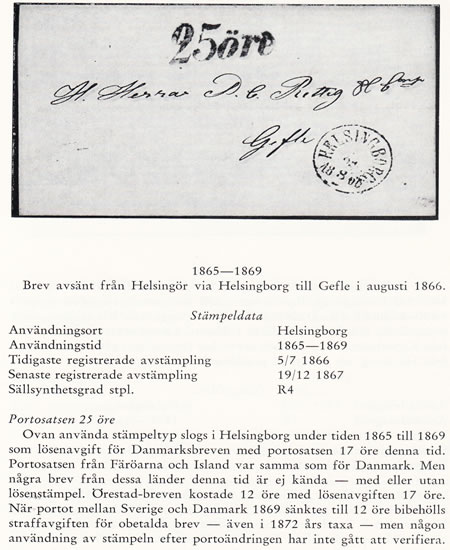 25 öre
H. Herrar P. C. Rettig & Comp
Gefle
HELSINGBORG
1865—1869
Brev avsänt från Helsingör via Helsingborg till Gefle i augusti 1866.
Stämpeldata
Användningsort Helsingborg
Användningstid 1865—1869
Tidigaste registrerade avstämpling 5/7 1866
Senaste registrerade avstämpling 19/12 1867
Sällsynthetsgrad stpl. R4
Portosatsen 25 öre
Ovan använda stämpeltyp slogs i Helsingborg under tiden 1865 till 1869
som lösenavgift för Danmarksbreven med portosatsen 17 öre denna tid.
Portosatsen från Färöarna och Island var samma som för Danmark. Men
några brev från dessa länder denna tid är ej kända — med eller utan
lösenstämpel. Örestad-breven kostade 12 öre med lösenavgiften 17 öre.
När portot mellan Sverige och Danmark 1869 sänktes till 12 öre bibehölls
straffavgiften för obetalda brev — även i 1872 års taxa — men någon
användning av stämpeln efter portoändringen har inte gått att verifiera.